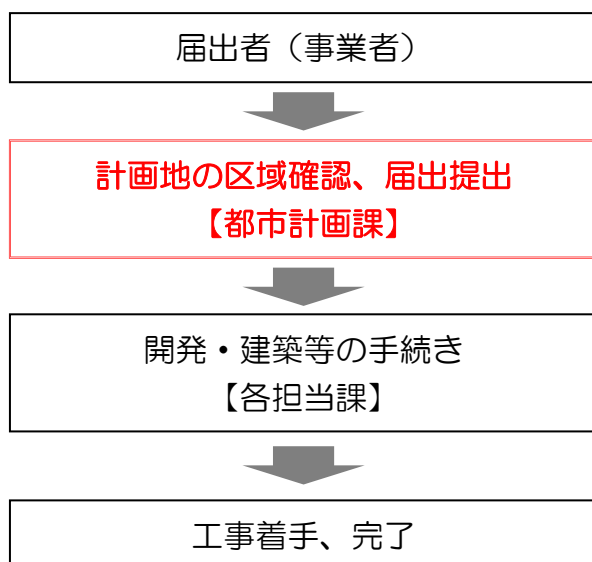 届出者（事業者）
計画地の区域確認、届出提出
【都市計画課】
開発・建築等の手続き
【各担当課】
工事着手、完了